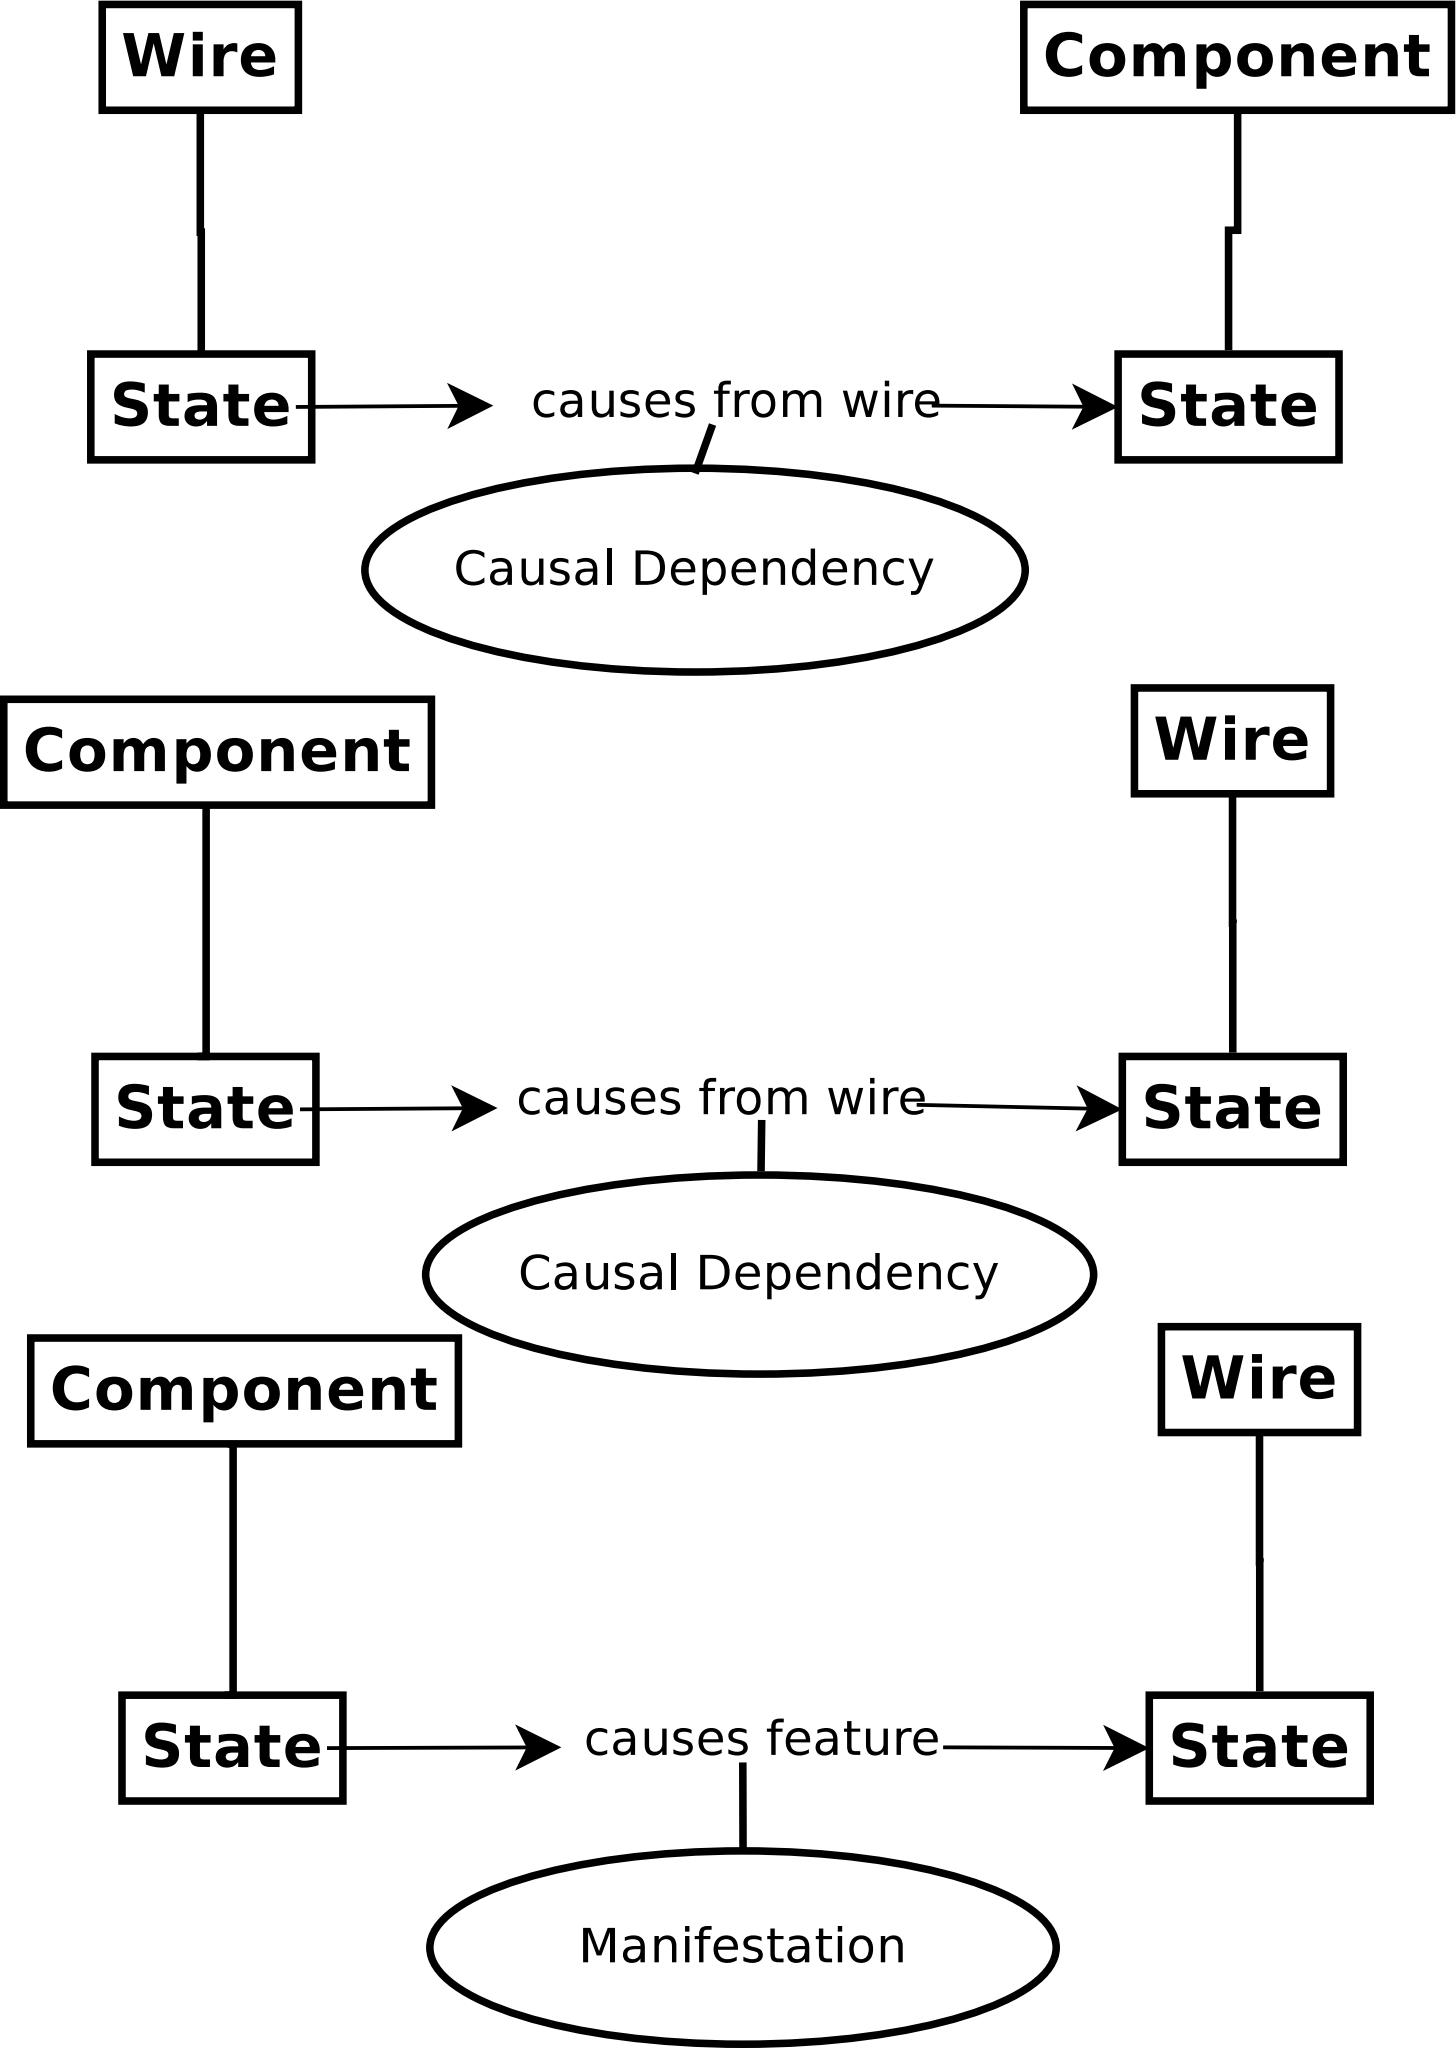 Wire
Component
State
causes from wire
State
Causal Dependency
Component
Wire
State
causes from wire
State
Causal Dependency
Component
Wire
State
causes feature
State
Manifestation